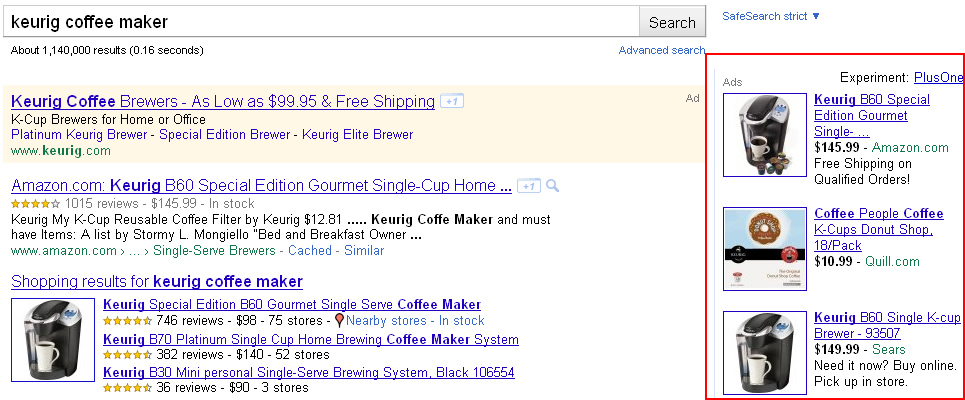 keurig coffee maker
Search
SafeSearch strict ▼
About 1,140,000 results (0.16 seconds)
Advanced search
Keurig Coffee Brewers - As Low as $99.95 & Free Shipping +1
Ad
K-Cup Brewers for Home or Office
Platinum Keurig Brewer - Special Edition Brewer - Keurig Elite Brewer
www.keurig.com
Amazon.com: Keurig B60 Special Edition Gourmet Single-Cup Home ... +1
1015 reviews - $145.99 - In stock
Keurig My K-Cup Reusable Coffee Filter by Keurig $12.81 ..... Keurig Coffe Maker and must
have Items: A list by Stormy L. Mongiello "Bed and Breakfast Owner ...
www.amazon.com › ... › Single-Serve Brewers - Cached - Similar
Shopping results for keurig coffee maker
Keurig Special Edition B60 Gourmet Single Serve Coffee Maker
746 reviews - $98 - 75 stores - Nearby stores - In stock
Keurig B70 Platinum Single Cup Home Brewing Coffee Maker System
382 reviews - $140 - 52 stores
Keurig B30 Mini personal Single-Serve Brewing System, Black 106554
36 reviews - $90 - 3 stores
Experiment: PlusOne
Ads
Keurig B60 Special
Edition Gourmet
Single- ...
$145.99 - Amazon.com
Free Shipping on
Qualified Orders!
Coffee People Coffee
K-Cups Donut Shop,
18/Pack
$10.99 - Quill.com
DONUT SHOP
KEURIG
The Original
Donut Shop Coffee
Keurig B60 Single K-cup
Brewer - 93507
$149.99 - Sears
Need it now? Buy online.
Pick up in store.